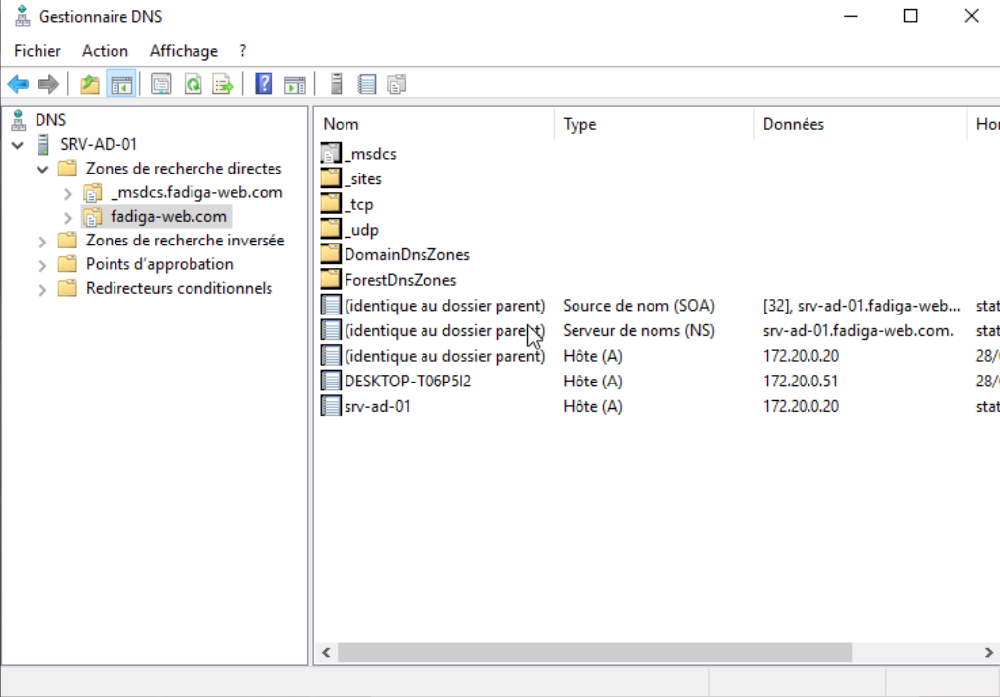 Gestionnaire DNS
Fichier Action Affichage ?
DNS
SRV-AD-01
Zones de recherche directes
_msdcs.fadiga-web.com
fadiga-web.com
Zones de recherche inversée
Points d'approbation
Redirecteurs conditionnels
Nom Type Données Hor
_msdcs
_sites
_tcp
_udp
DomainDnsZones
ForestDnsZones
(identique au dossier parent) Source de nom (SOA) [32], srv-ad-01.fadiga-web... stat
(identique au dossier parent) Serveur de noms (NS) srv-ad-01.fadiga-web.com. stat
(identique au dossier parent) Hôte (A) 172.20.0.20 28/
DESKTOP-T06P5I2 Hôte (A) 172.20.0.51 28/
srv-ad-01 Hôte (A) 172.20.0.20 stat